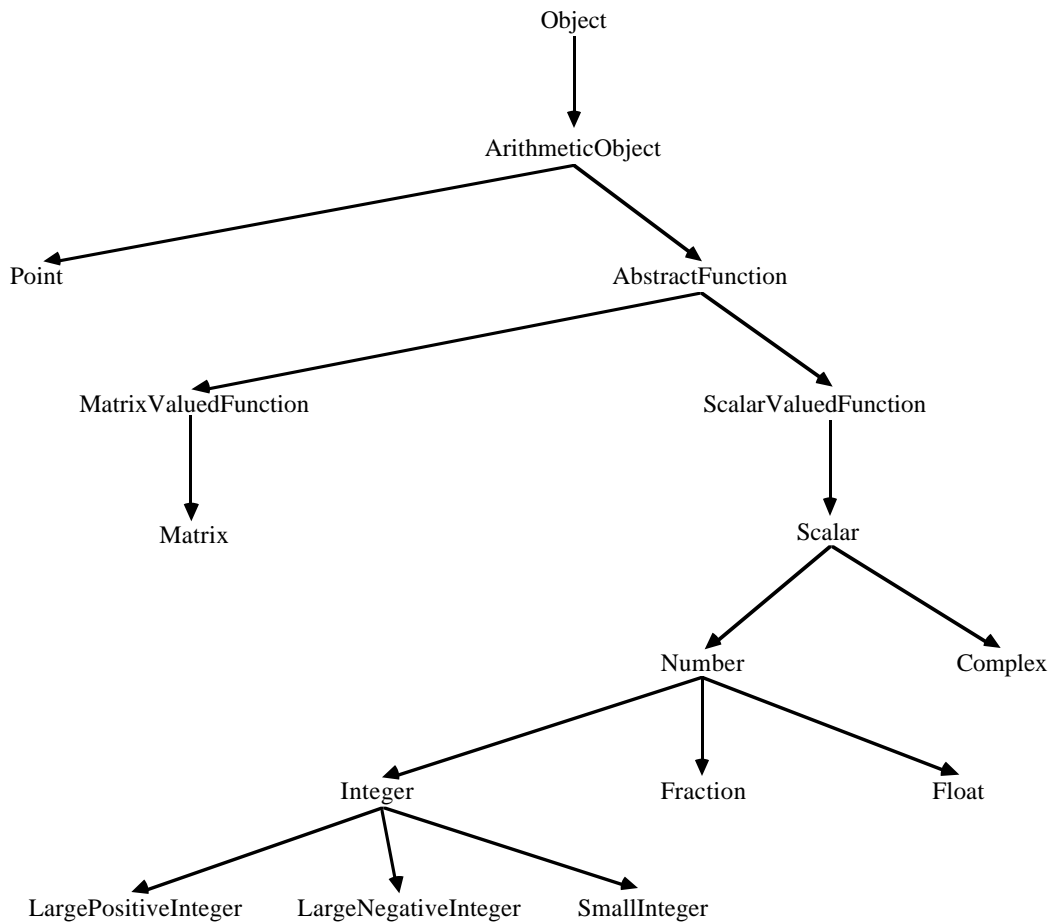 Object
ArithmeticObject
Point
AbstractFunction
MatrixValuedFunction
ScalarValuedFunction
Matrix
Scalar
Number
Complex
Integer
Fraction
Float
LargePositiveInteger
LargeNegativeInteger
SmallInteger